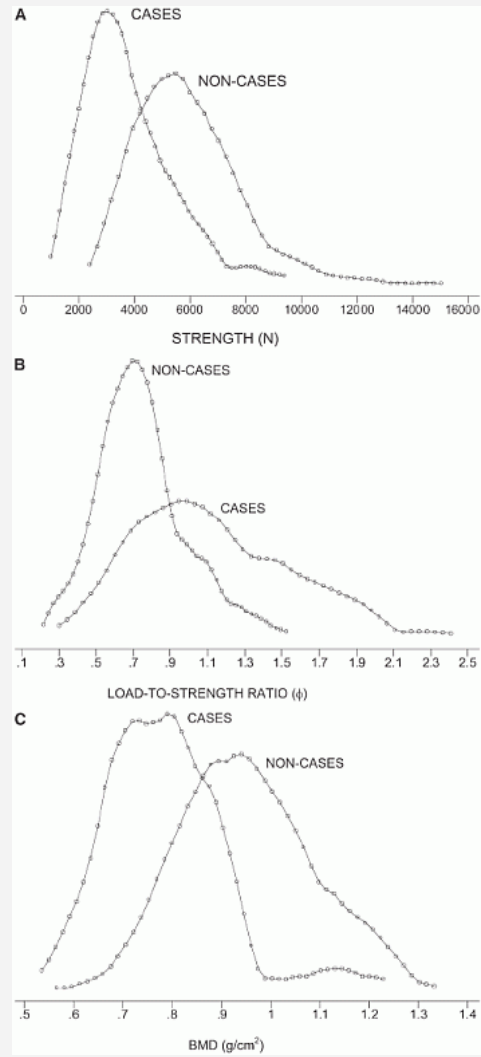 A
CASES
NON-CASES
0 2000 4000 6000 8000 10000 12000 14000 16000
STRENGTH (N)
B
NON-CASES
CASES
.1 .3 .5 .7 .9 1.1 1.3 1.5 1.7 1.9 2.1 2.3 2.5
LOAD-TO-STRENGTH RATIO (ϕ)
C
CASES
NON-CASES
.5 .6 .7 .8 .9 1 1.1 1.2 1.3 1.4
BMD (g/cm²)